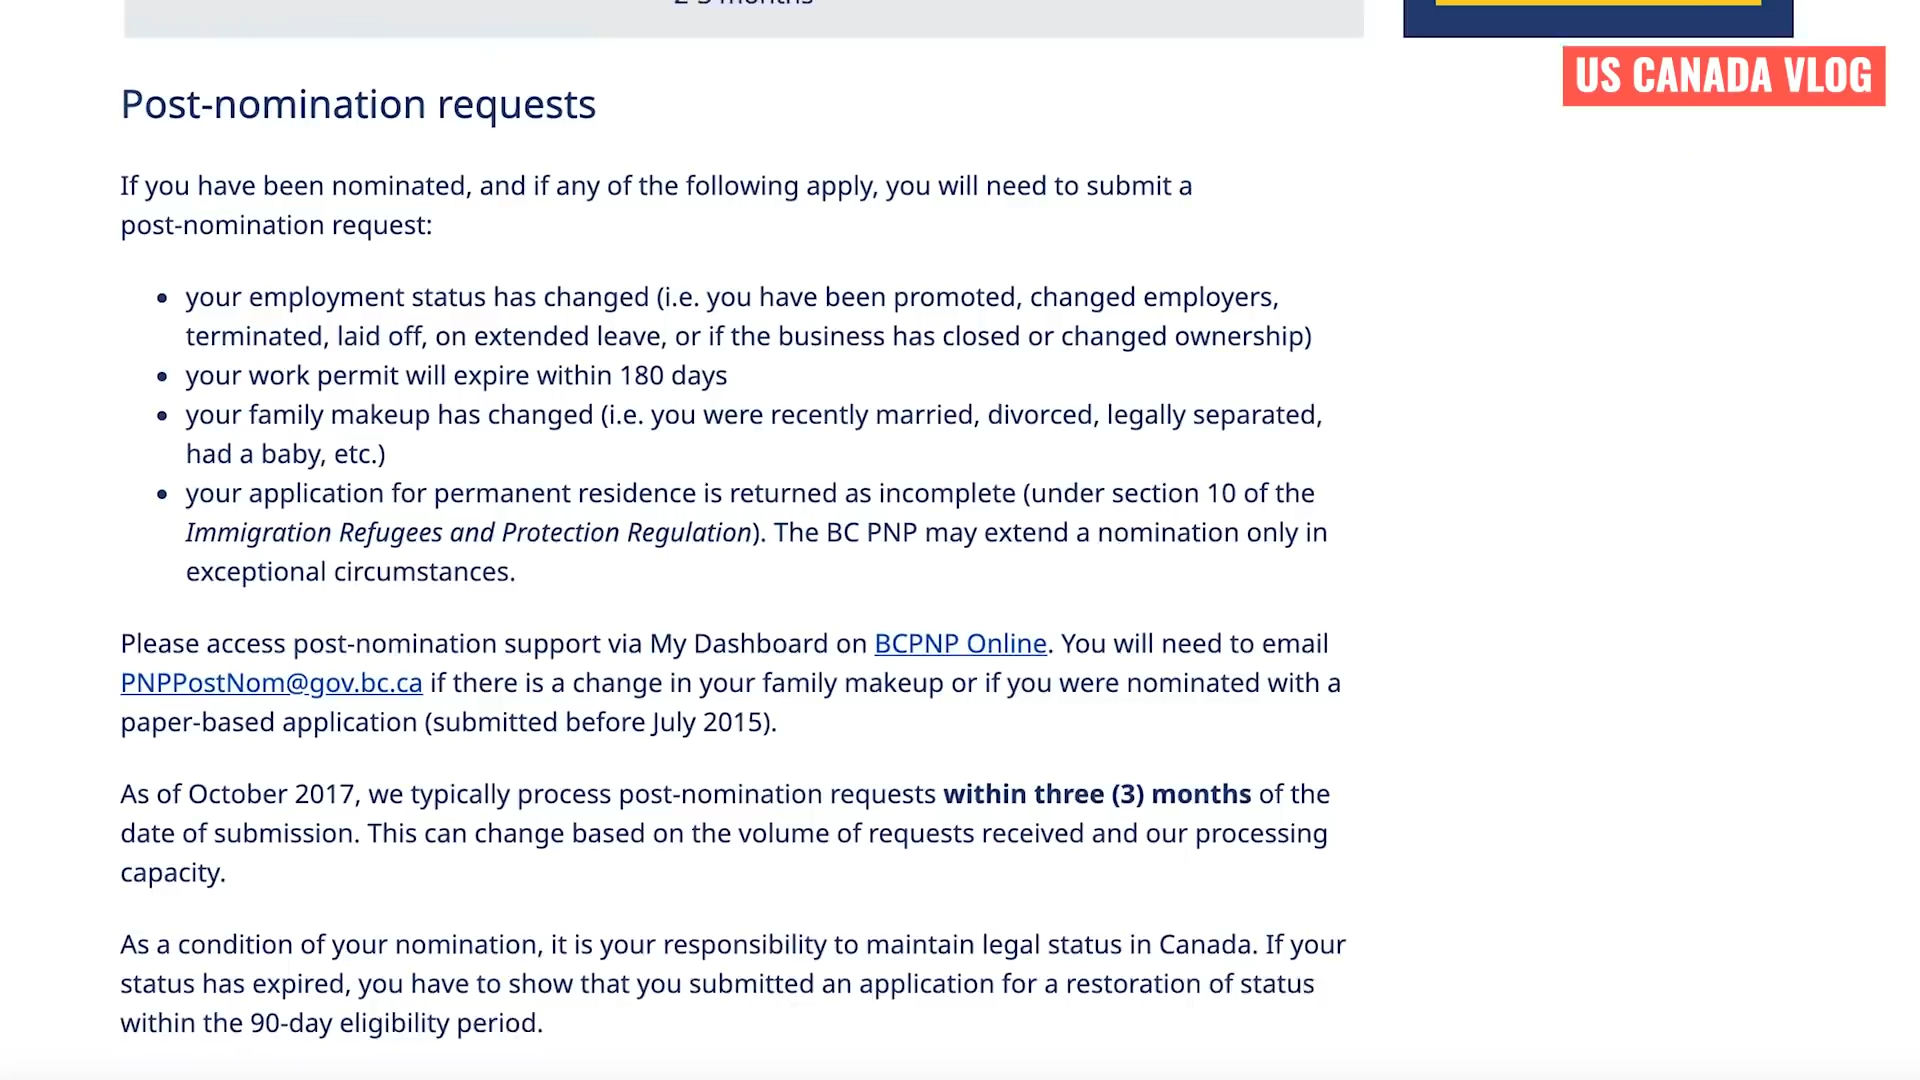 2-3 months
US CANADA VLOG
Post-nomination requests
If you have been nominated, and if any of the following apply, you will need to submit a
post-nomination request:
• your employment status has changed (i.e. you have been promoted, changed employers,
terminated, laid off, on extended leave, or if the business has closed or changed ownership)
• your work permit will expire within 180 days
• your family makeup has changed (i.e. you were recently married, divorced, legally separated,
had a baby, etc.)
• your application for permanent residence is returned as incomplete (under section 10 of the
Immigration Refugees and Protection Regulation). The BC PNP may extend a nomination only in
exceptional circumstances.
Please access post-nomination support via My Dashboard on BCPNP Online. You will need to email
PNPPostNom@gov.bc.ca if there is a change in your family makeup or if you were nominated with a
paper-based application (submitted before July 2015).
As of October 2017, we typically process post-nomination requests within three (3) months of the
date of submission. This can change based on the volume of requests received and our processing
capacity.
As a condition of your nomination, it is your responsibility to maintain legal status in Canada. If your
status has expired, you have to show that you submitted an application for a restoration of status
within the 90-day eligibility period.